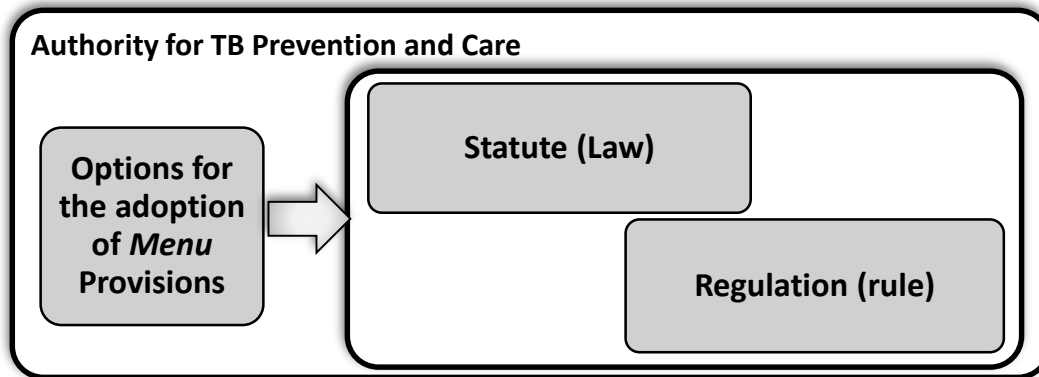 Authority for TB Prevention and Care
Options for
the adoption
of Menu
Provisions
Statute (Law)
Regulation (rule)